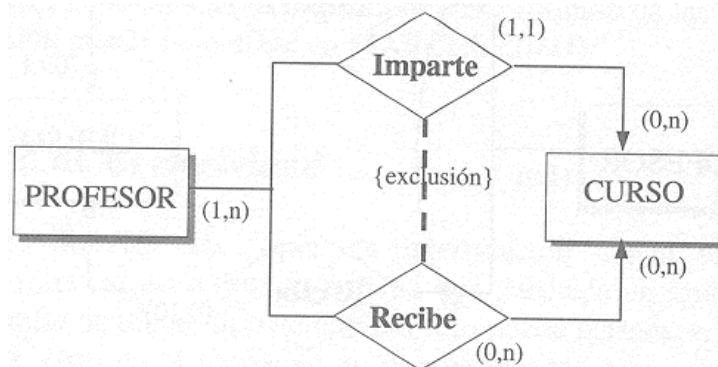 (1,1)
Imparte
(0,n)
{exclusión}
PROFESOR
CURSO
(1,n)
(0,n)
Recibe
(0,n)